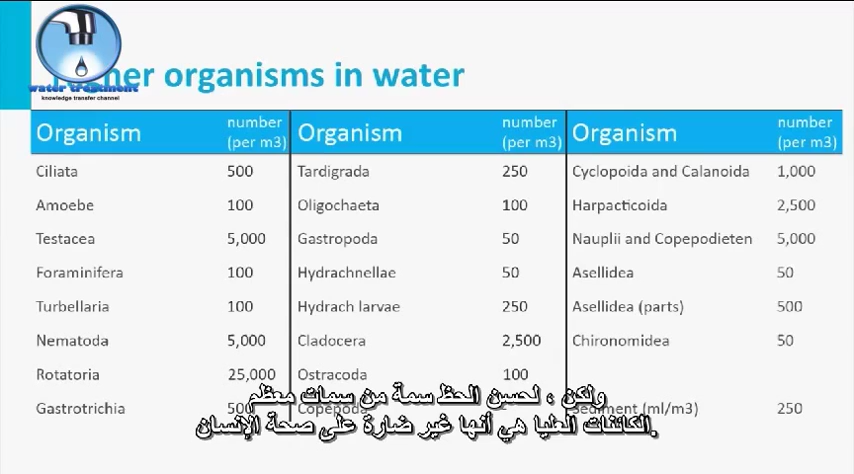 water treatment
knowledge transfer channel
organisms in water
Organism number (per m3) Organism number (per m3) Organism number (per m3)
Ciliata 500 Tardigrada 250 Cyclopoida and Calanoida 1,000
Amoebe 100 Oligochaeta 100 Harpacticoida 2,500
Testacea 5,000 Gastropoda 50 Nauplii and Copepodieten 5,000
Foraminifera 100 Hydrachnellae 50 Asellidea 50
Turbellaria 100 Hydrach larvae 250 Asellidea (parts) 500
Nematoda 5,000 Cladocera 2,500 Chironomidea 50
Rotatoria 25,000 Ostracoda 100
Gastrotrichia 500 Copepoda Sediment (ml/m3) 250
ولكن ، لحسن الحظ سمة من سمات معظم
الكائنات العليا هي أنها غير ضارة على صحة الإنسان.